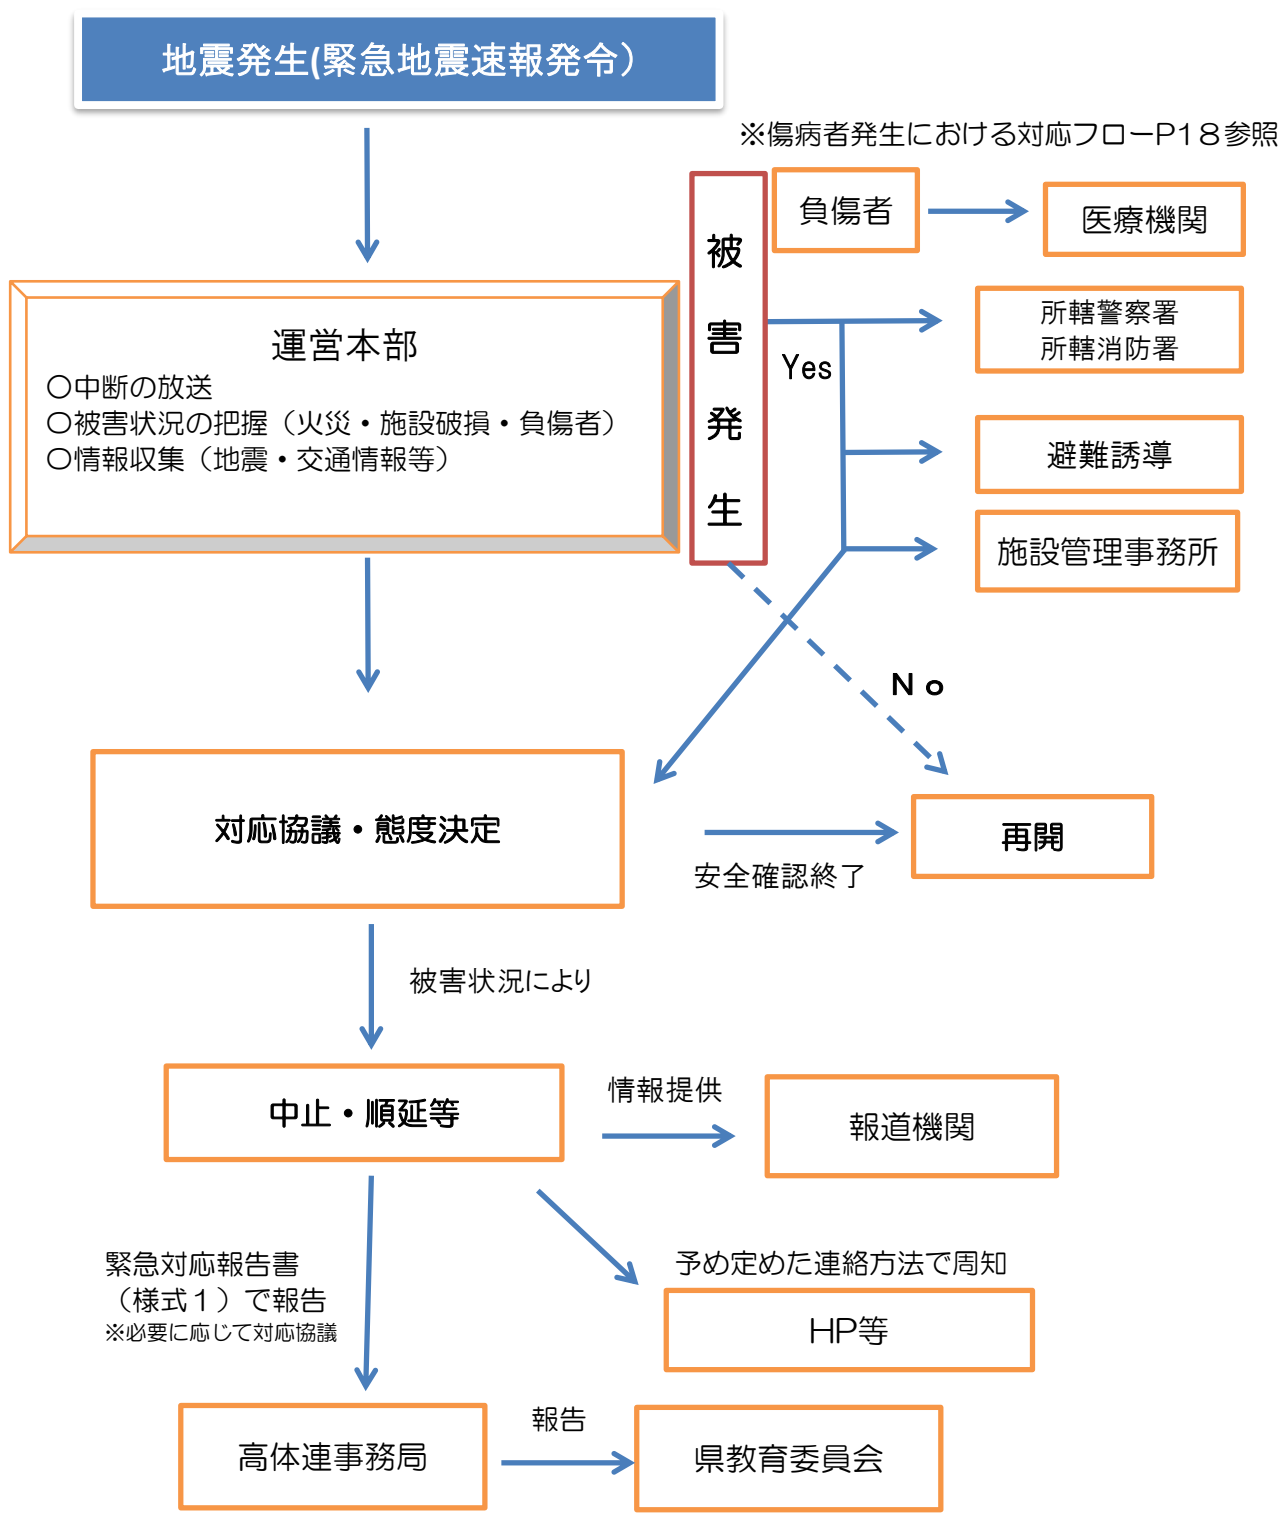 地震発生(緊急地震速報発令）
※傷病者発生における対応フローP１８参照
負傷者
医療機関
被害発生
所轄警察署
所轄消防署
Yes
避難誘導
施設管理事務所
運営本部
〇中断の放送
〇被害状況の把握（火災・施設破損・負傷者）
〇情報収集（地震・交通情報等）
Ｎｏ
対応協議・態度決定
再開
安全確認終了
被害状況により
中止・順延等
情報提供
報道機関
緊急対応報告書
（様式１）で報告
※必要に応じて対応協議
予め定めた連絡方法で周知
HP等
高体連事務局
報告
県教育委員会